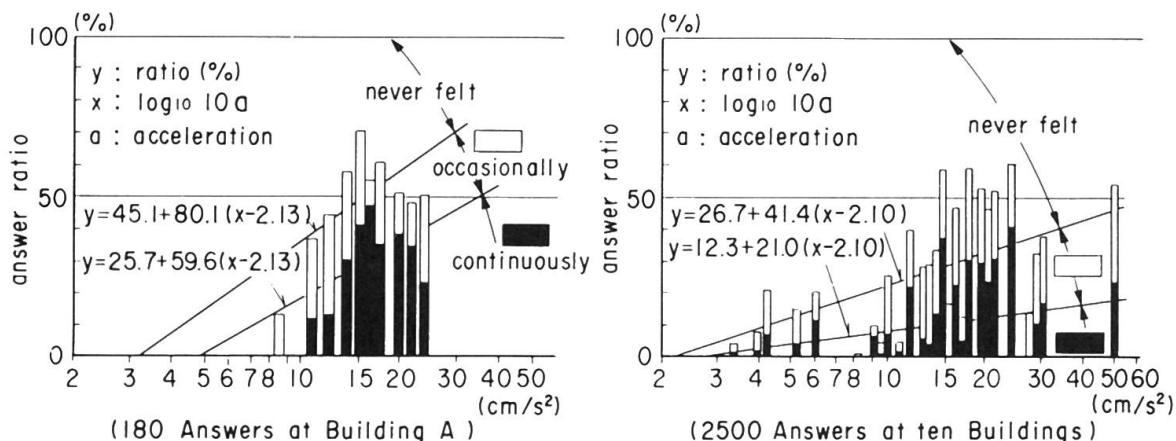 (%)
100
y : ratio (%)
x : log10 10a
a : acceleration
never felt
occasionally
50
y=45.1+80.1(x-2.13)
y=25.7+59.6(x-2.13)
continuously
answer ratio
0
2 3 4 5 6 7 8 10 15 20 30 40 50
(cm/s²)
(180 Answers at Building A)
(%)
100
y : ratio (%)
x : log10 10a
a : acceleration
never felt
50
y=26.7+41.4(x-2.10)
y=12.3+21.0(x-2.10)
answer ratio
0
2 3 4 5 6 7 8 10 15 20 30 40 50 60
(cm/s²)
(2500 Answers at ten Buildings)